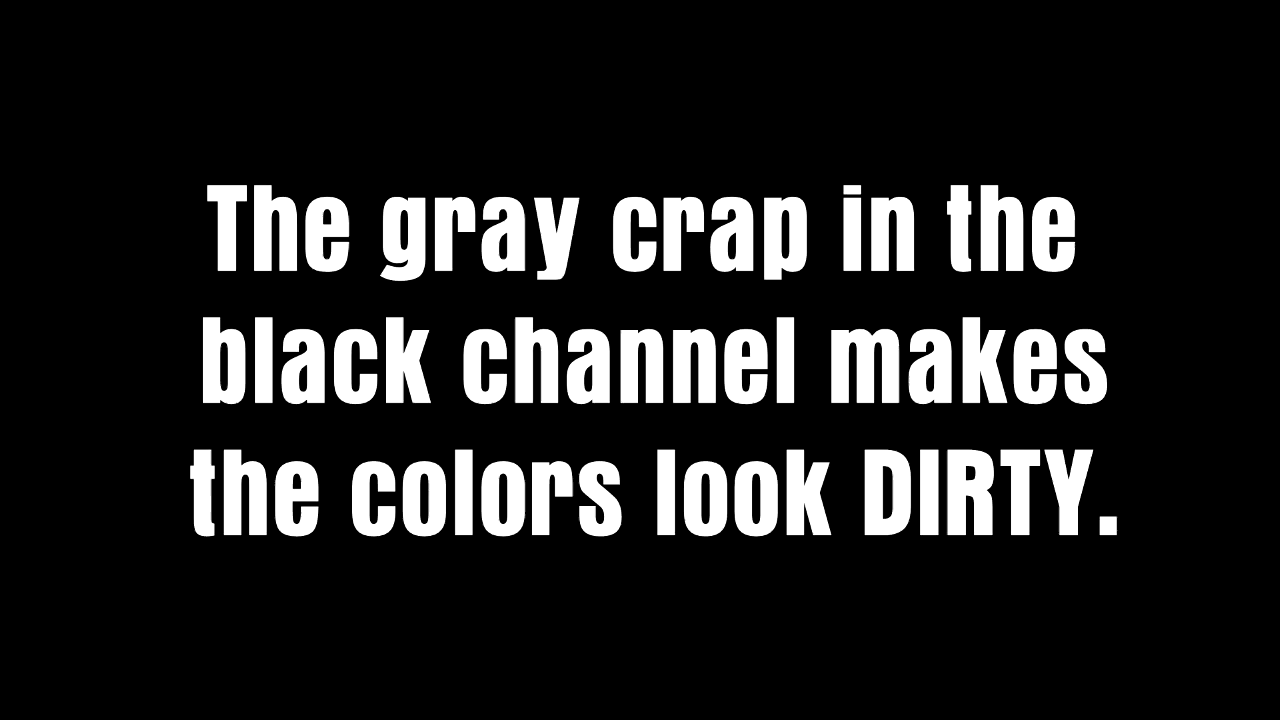 The gray crap in the
black channel makes
the colors look DIRTY.